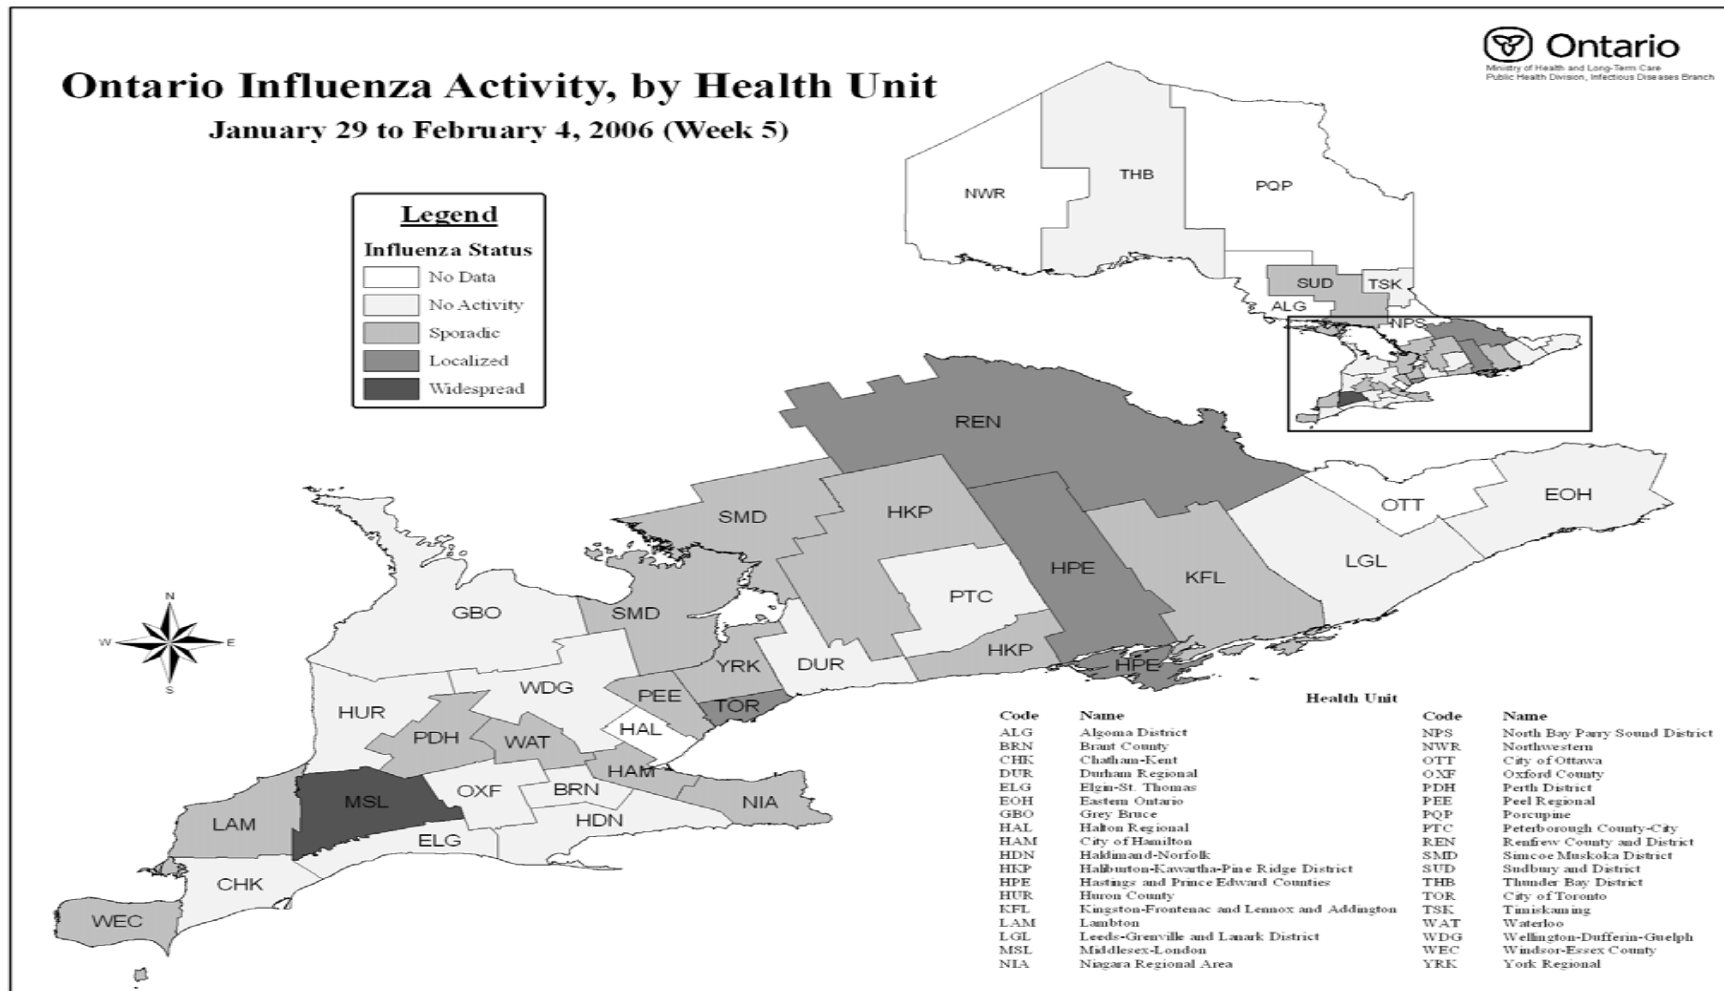 Ontario
Ministry of Health and Long-Term Care
Public Health Division, Infectious Diseases Branch
Ontario Influenza Activity, by Health Unit
January 29 to February 4, 2006 (Week 5)
Legend
Influenza Status
No Data
No Activity
Sporadic
Localized
Widespread
NWR
THB
PQP
SUD
TSK
ALG
NPS
REN
OTT
EOH
SMD
HKP
HPE
KFL
LGL
PTC
GBO
SMD
YRK
DUR
HKP
HPE
WDG
PEE
TOR
HUR
PDH
WAT
HAL
HAM
MSL
OXF
BRN
NIA
LAM
HDN
ELG
CHK
WEC
N
W E
S
Health Unit
Code Name Code Name
ALG Algoma District NPS North Bay Parry Sound District
BRN Brant County NWR Northwestern
CHK Chatham-Kent OTT City of Ottawa
DUR Durham Regional OXF Oxford County
ELG Elgin-St. Thomas PDH Perth District
EOH Eastern Ontario PEE Peel Regional
GBO Grey Bruce PQP Porcupine
HAL Halton Regional PTC Peterborough County-City
HAM City of Hamilton REN Renfrew County and District
HDN Haldimand-Norfolk SMD Simcoe Muskoka District
HKP Haliburton-Kawartha-Pine Ridge District SUD Sudbury and District
HPE Hastings and Prince Edward Counties THB Thunder Bay District
HUR Huron County TOR City of Toronto
KFL Kingston-Frontenac and Lennox and Addington TSK Timiskaming
LAM Lambton WAT Waterloo
LGL Leeds-Grenville and Lanark District WDG Wellington-Dufferin-Guelph
MSL Middlesex-London WEC Windsor-Essex County
NIA Niagara Regional Area YRK York Regional